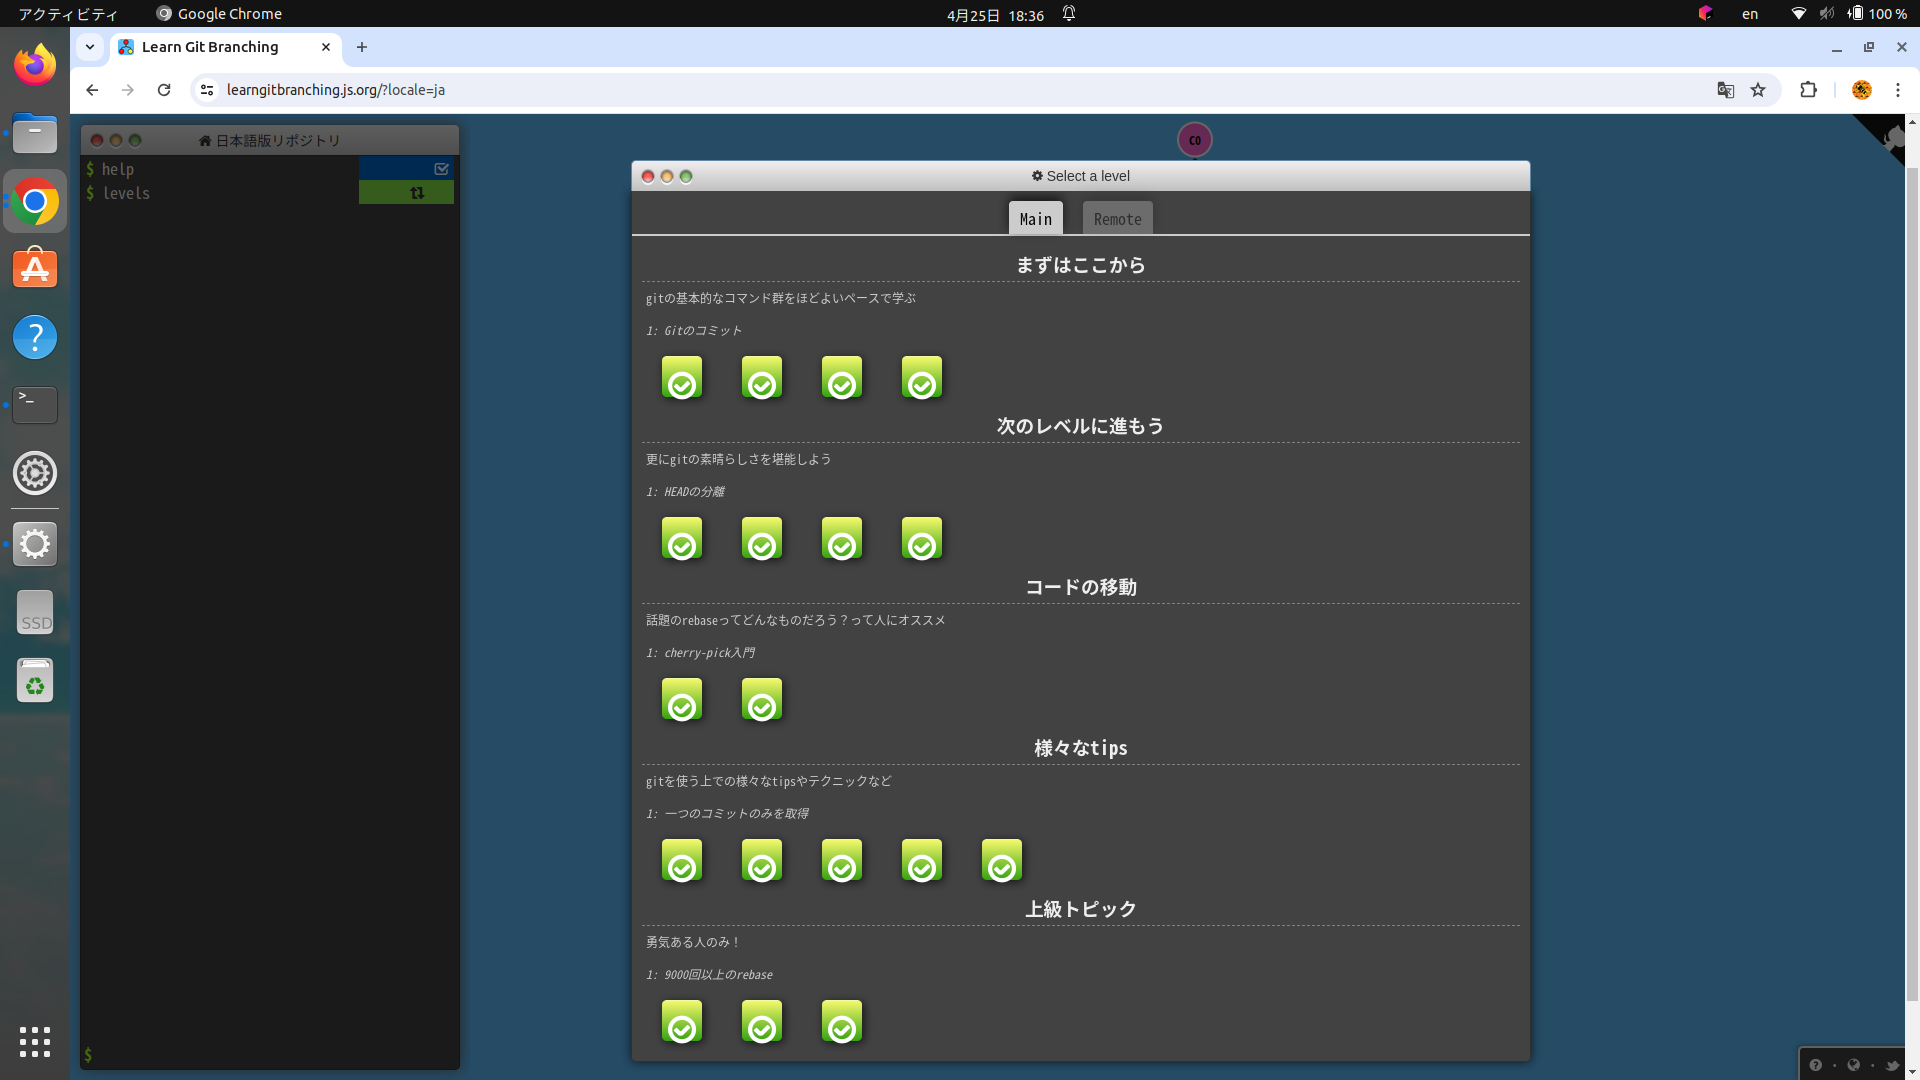 アクティビティ
Google Chrome
4月25日 18:36
en
100 %
Learn Git Branching
learngitbranching.js.org/?locale=ja
日本語版リポジトリ
$ help
$ levels
$
C0
Select a level
Main
Remote
まずはここから
gitの基本的なコマンド群をほどよいペースで学ぶ
1: Gitのコミット
次のレベルに進もう
更にgitの素晴らしさを堪能しよう
1: HEADの分離
コードの移動
話題のrebaseってどんなものだろう？って人にオススメ
1: cherry-pick入門
様々なtips
gitを使う上での様々なtipsやテクニックなど
1: 一つのコミットのみを取得
上級トピック
勇気ある人のみ！
1: 9000回以上のrebase
SSD